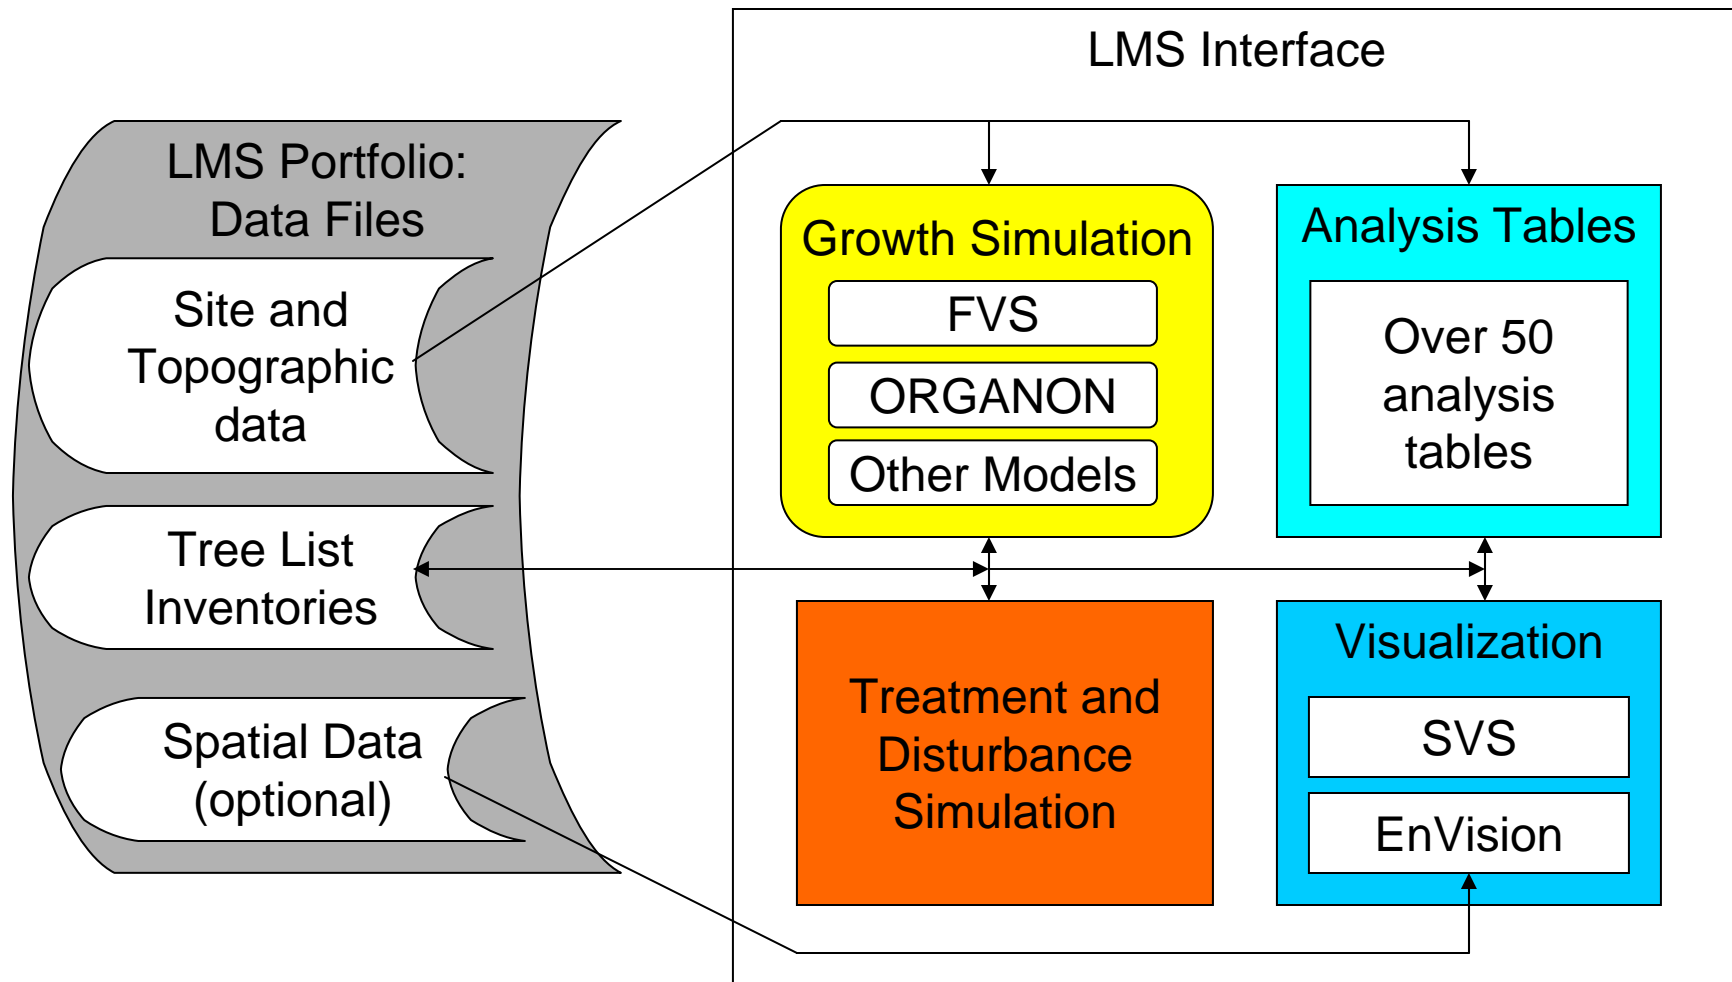 LMS Interface
LMS Portfolio:
Data Files
Site and
Topographic
data
Tree List
Inventories
Spatial Data
(optional)
Growth Simulation
FVS
ORGANON
Other Models
Analysis Tables
Over 50
analysis
tables
Treatment and
Disturbance
Simulation
Visualization
SVS
EnVision